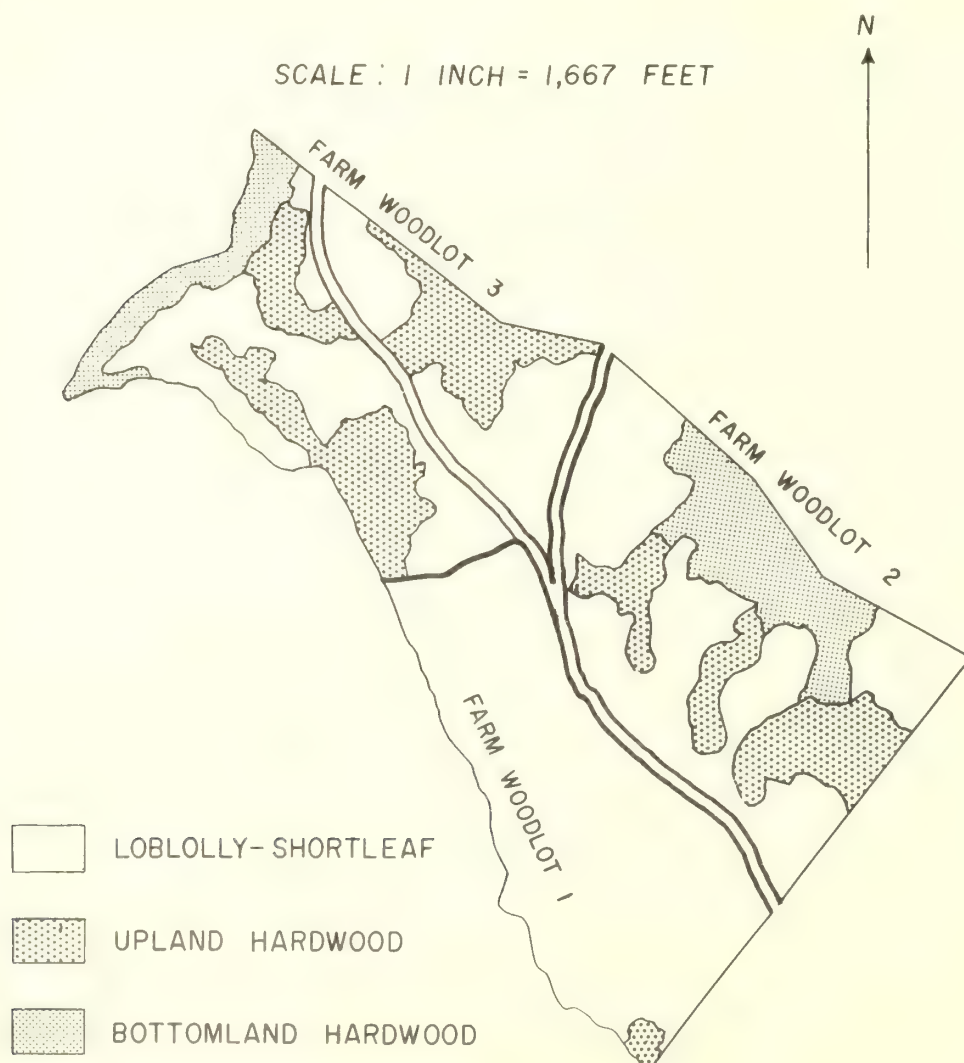 N
SCALE: 1 INCH = 1,667 FEET
FARM WOODLOT 3
FARM WOODLOT 2
FARM WOODLOT 1
LOBLOLLY-SHORTLEAF
UPLAND HARDWOOD
BOTTOMLAND HARDWOOD